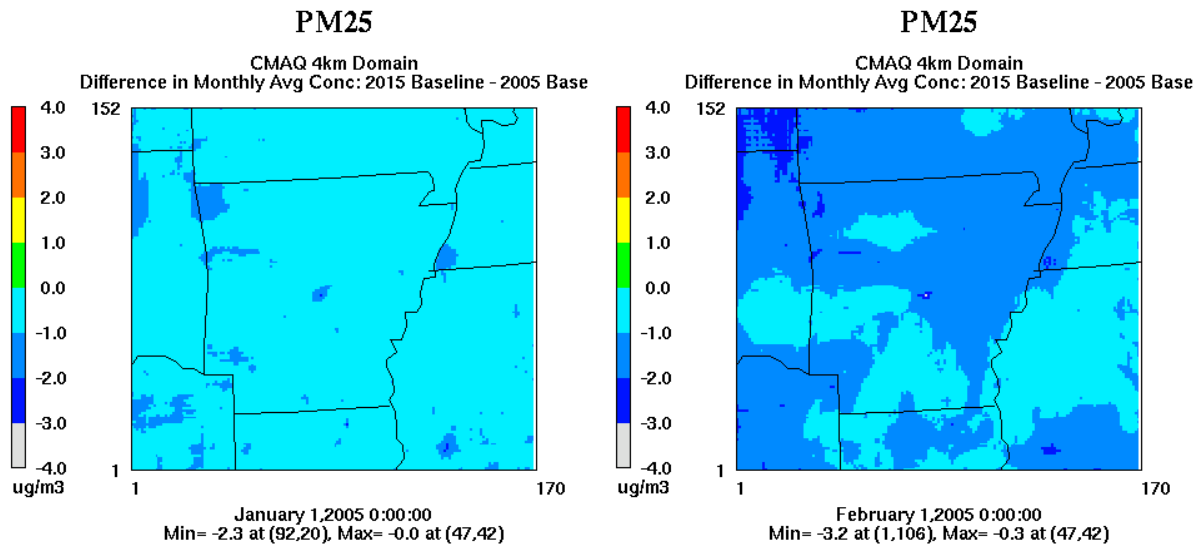 PM25
CMAQ 4km Domain
Difference in Monthly Avg Conc: 2015 Baseline - 2005 Base
4.0
3.0
2.0
1.0
0.0
-1.0
-2.0
-3.0
-4.0
ug/m3
152
1
1
170
January 1,2005 0:00:00
Min= -2.3 at (92,20), Max= -0.0 at (47,42)
PM25
CMAQ 4km Domain
Difference in Monthly Avg Conc: 2015 Baseline - 2005 Base
4.0
3.0
2.0
1.0
0.0
-1.0
-2.0
-3.0
-4.0
ug/m3
152
1
1
170
February 1,2005 0:00:00
Min= -3.2 at (1,106), Max= -0.3 at (47,42)